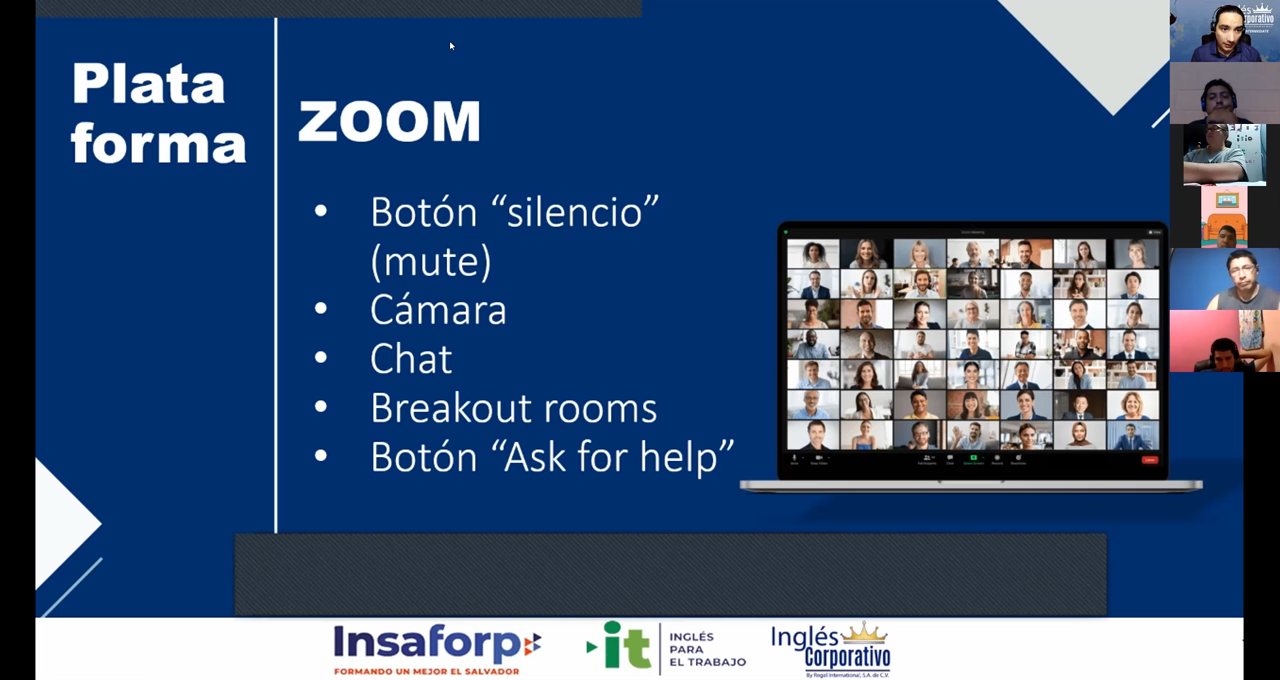 Plata
forma
ZOOM
• Botón “silencio”
(mute)
• Cámara
• Chat
• Breakout rooms
• Botón “Ask for help”
Insaforp
FORMANDO UN MEJOR EL SALVADOR
it
INGLÉS
PARA
EL TRABAJO
Inglés
Corporativo
By Regal International, S.A. de C.V.